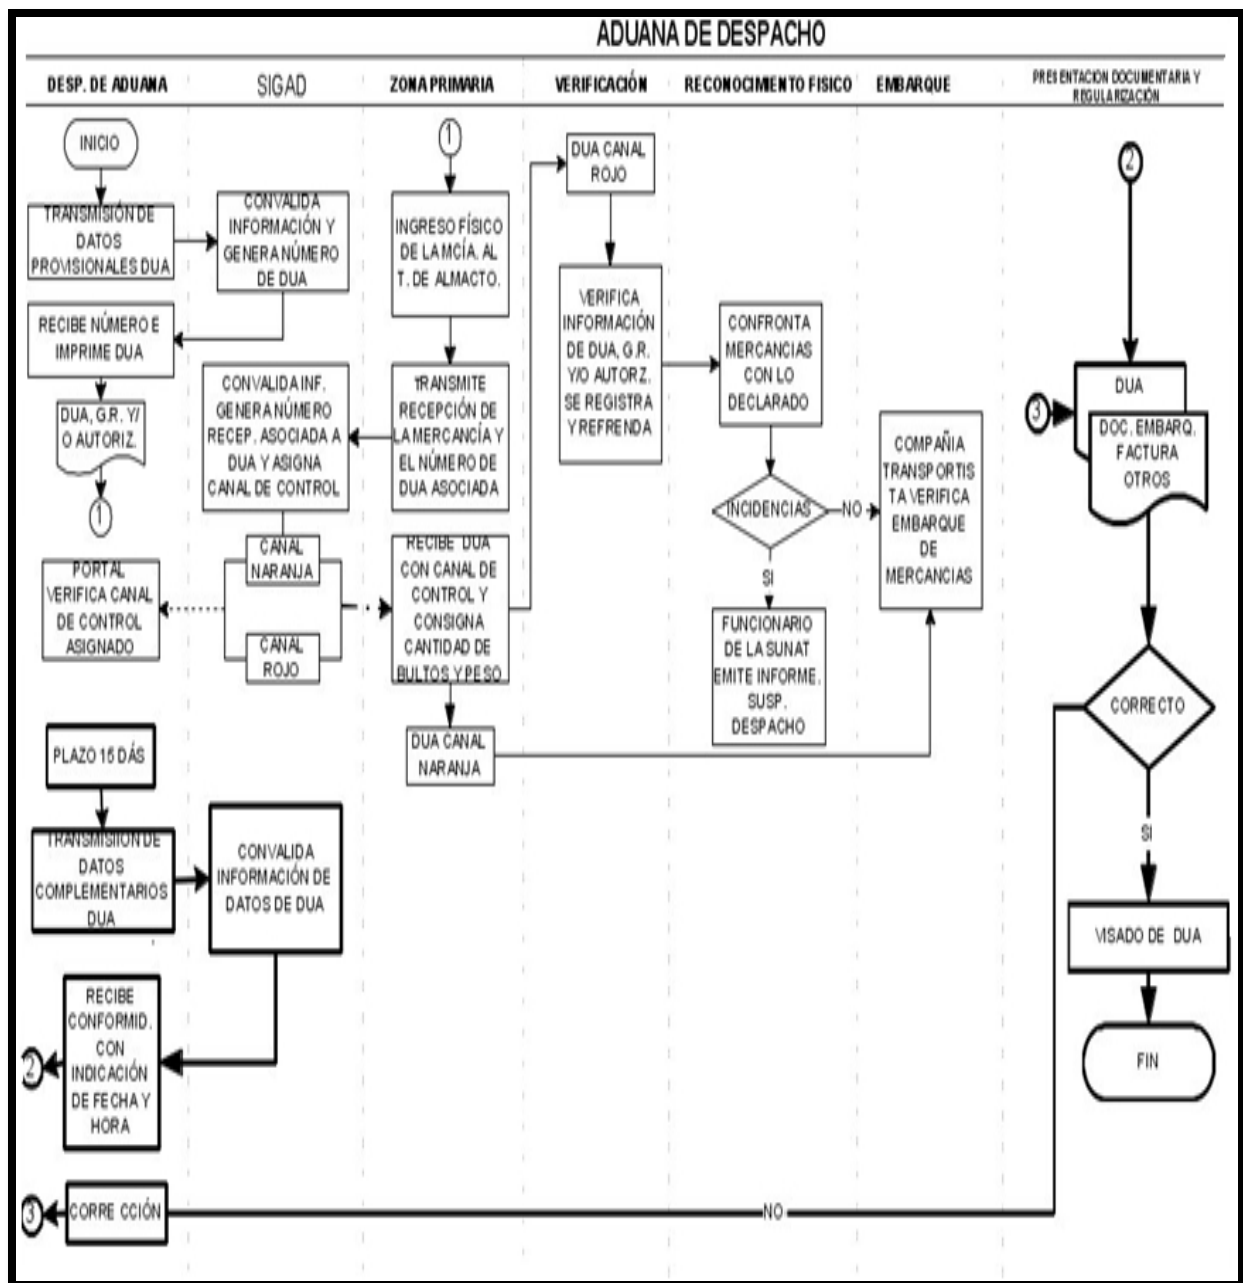 ADUANA DE DESPACHO
DESP. DE ADUANA
SIGAD
ZONA PRIMARIA
VERIFICACIÓN
RECONOCIMIENTO FISICO
EMBARQUE
PRESENTACION DOCUMENTARIA Y
REGULARIZACIÓN
INICIO
TRANSMISIÓN DE
DATOS
PROVISIONALES DUA
CONVALIDA
INFORMACIÓN Y
GENERA NÚMERO
DE DUA
RECIBE NÚMERO E
IMPRIME DUA
DUA, G.R. Y/
O AUTORIZ.
1
1
INGRESO FÍSICO
DE LA MCÍA. AL
T. DE ALMACTO.
TRANSMITE
RECEPCIÓN DE
LA MERCANCÍA Y
EL NÚMERO DE
DUA ASOCIADA
CONVALIDA INF.
GENERA NÚMERO
RECEP. ASOCIADA A
DUA Y ASIGNA
CANAL DE CONTROL
CANAL
NARANJA
CANAL
ROJO
PORTAL
VERIFICA CANAL
DE CONTROL
ASIGNADO
RECIBE DUA
CON CANAL DE
CONTROL Y
CONSIGNA
CANTIDAD DE
BULTOS Y PESO
DUA CANAL
NARANJA
DUA CANAL
ROJO
VERIFICA
INFORMACIÓN
DE DUA, G.R.
Y/O AUTORZ.
SE REGISTRA
Y REFRENDA
CONFRONTA
MERCANCIAS
CON LO
DECLARADO
INCIDENCIAS
NO
SI
FUNCIONARIO
DE LA SUNAT
EMITE INFORME.
SUSP.
DESPACHO
COMPAÑIA
TRANSPORTIS
TA VERIFICA
EMBARQUE
DE
MERCANCIAS
PLAZO 15 DÁS
TRANSMISIION DE
DATOS
COMPLEMENTARIOS
DUA
CONVALIDA
INFORMACIÓN DE
DATOS DE DUA
RECIBE
CONFORMID.
CON
INDICACIÓN
DE FECHA Y
HORA
2
2
3
DUA
DOC. EMBARQ.
FACTURA
OTROS
CORRECTO
SI
VISADO DE DUA
FIN
NO
CORRE CCIÓN
3